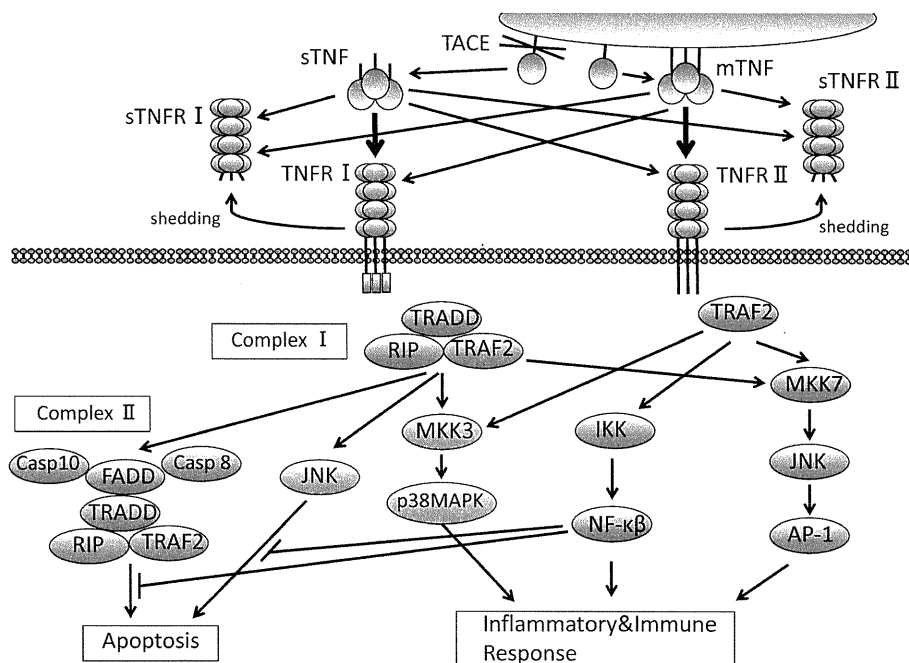 TACE
sTNF
mTNF
sTNFR Ⅱ
sTNFR Ⅰ
TNFR Ⅰ
TNFR Ⅱ
shedding
shedding
TRADD
TRAF2
Complex Ⅰ
RIP
TRAF2
MKK7
Complex Ⅱ
MKK3
IKK
Casp10
FADD
Casp 8
JNK
JNK
p38MAPK
TRADD
NF-κβ
AP-1
RIP
TRAF2
Apoptosis
Inflammatory&Immune
Response